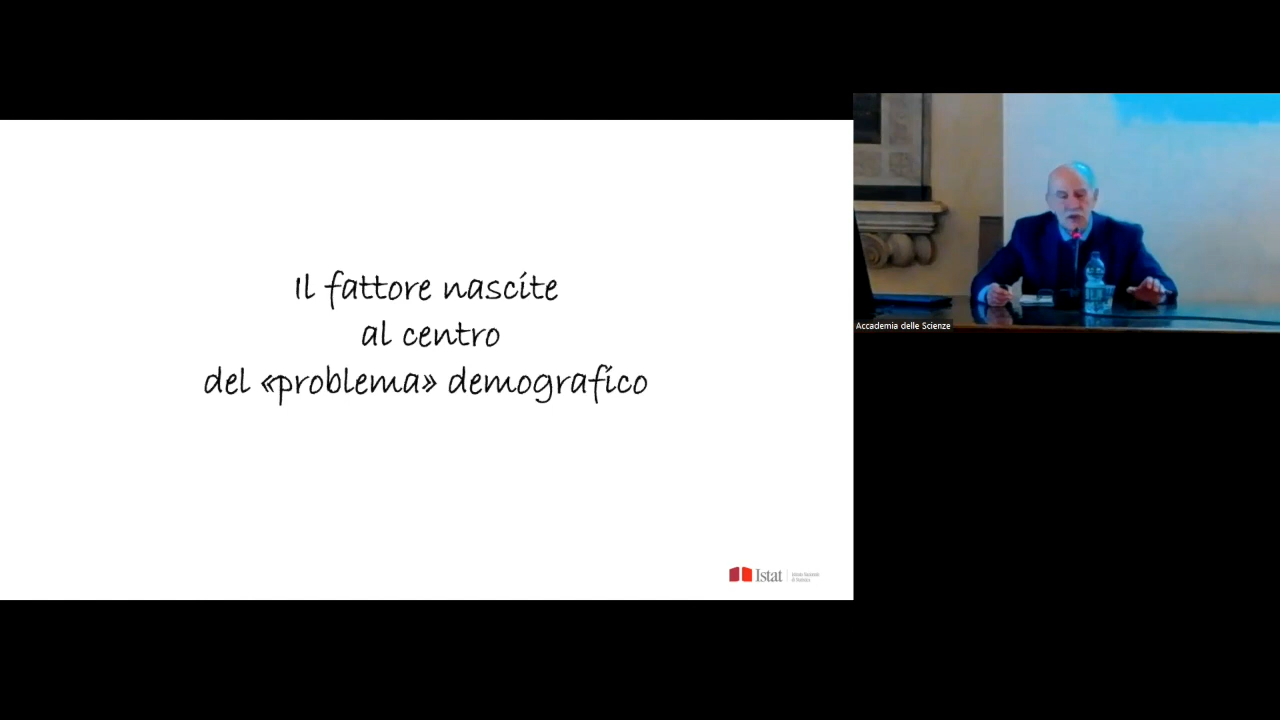 Il fattore nascite
al centro
del «problema» demografico
Istat
Accademia delle Scienze